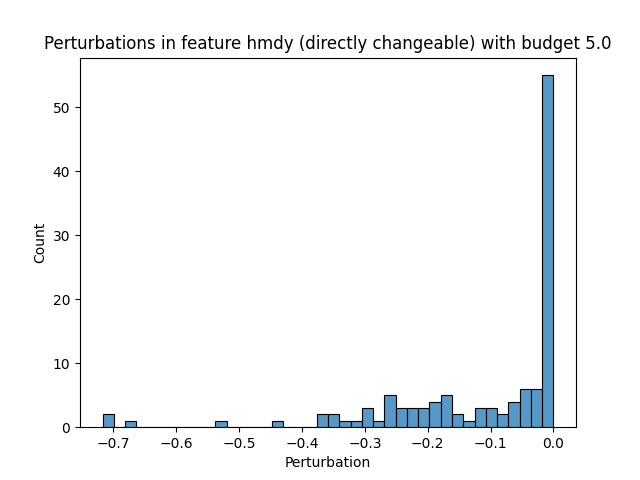 Perturbations in feature hmdy (directly changeable) with budget 5.0
Count
50
40
30
20
10
0
−0.7 −0.6 −0.5 −0.4 −0.3 −0.2 −0.1 0.0
Perturbation